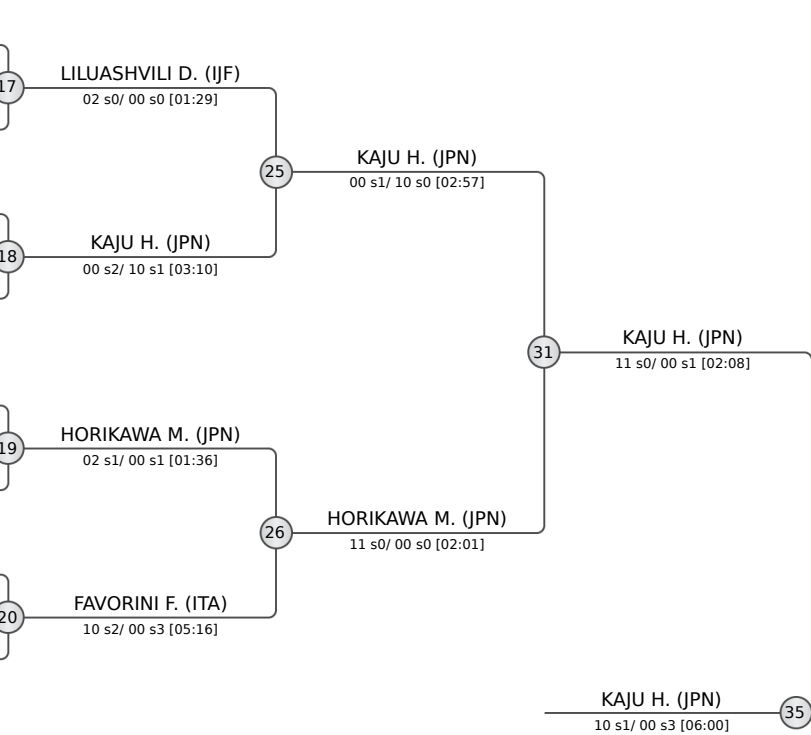 17
LILUASHVILI D. (IJF)
02 s0/ 00 s0 [01:29]
25
KAJU H. (JPN)
00 s1/ 10 s0 [02:57]
18
KAJU H. (JPN)
00 s2/ 10 s1 [03:10]
31
KAJU H. (JPN)
11 s0/ 00 s1 [02:08]
19
HORIKAWA M. (JPN)
02 s1/ 00 s1 [01:36]
26
HORIKAWA M. (JPN)
11 s0/ 00 s0 [02:01]
20
FAVORINI F. (ITA)
10 s2/ 00 s3 [05:16]
KAJU H. (JPN)
10 s1/ 00 s3 [06:00]
35